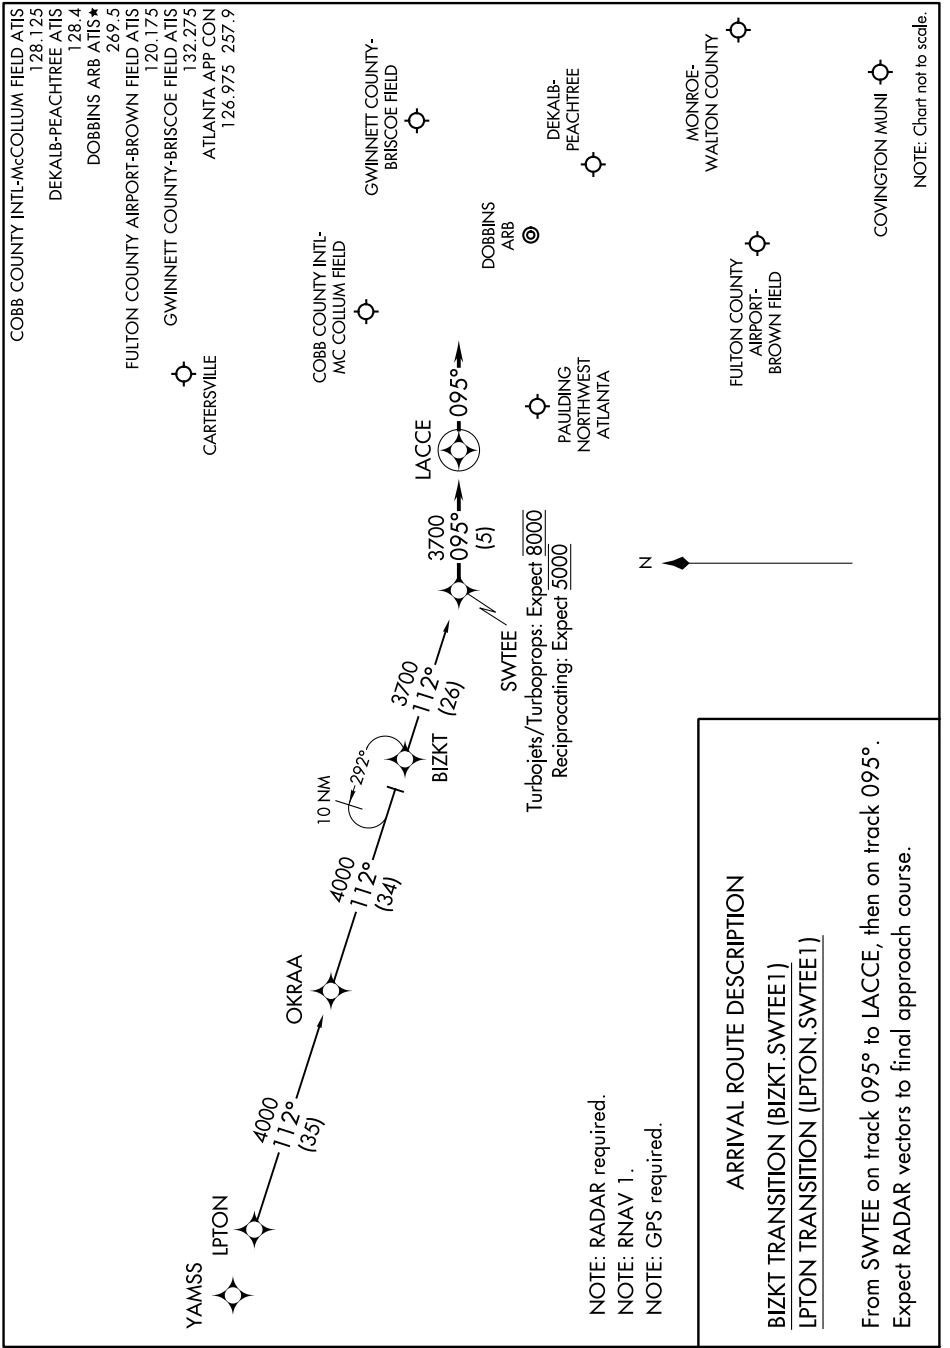 COBB COUNTY INTL-McCOLLUM FIELD ATIS
128.125
DEKALB-PEACHTREE ATIS
128.4
DOBBINS ARB ATIS★
269.5
FULTON COUNTY AIRPORT-BROWN FIELD ATIS
120.175
GWINNETT COUNTY-BRISCOE FIELD ATIS
132.275
ATLANTA APP CON
126.975 257.9
CARTERSVILLE
YAMSS
LPTON
4000
112°
(35)
OKRAA
4000
112°
(34)
10 NM
292°
BIZKT
3700
112°
(26)
SWTEE
Turbojets/Turboprops: Expect 8000
Reciprocating: Expect 5000
3700
095°
(5)
LACCE
095°
COBB COUNTY INTL-
MC COLLUM FIELD
GWINNETT COUNTY-
BRISCOE FIELD
DOBBINS
ARB
DEKALB-
PEACHTREE
PAULDING
NORTHWEST
ATLANTA
MONROE-
WALTON COUNTY
FULTON COUNTY
AIRPORT-
BROWN FIELD
COVINGTON MUNI
N
NOTE: Chart not to scale.
NOTE: RADAR required.
NOTE: RNAV 1.
NOTE: GPS required.
ARRIVAL ROUTE DESCRIPTION
BIZKT TRANSITION (BIZKT.SWTEE1)
LPTON TRANSITION (LPTON.SWTEE1)
From SWTEE on track 095° to LACCE, then on track 095°.
Expect RADAR vectors to final approach course.